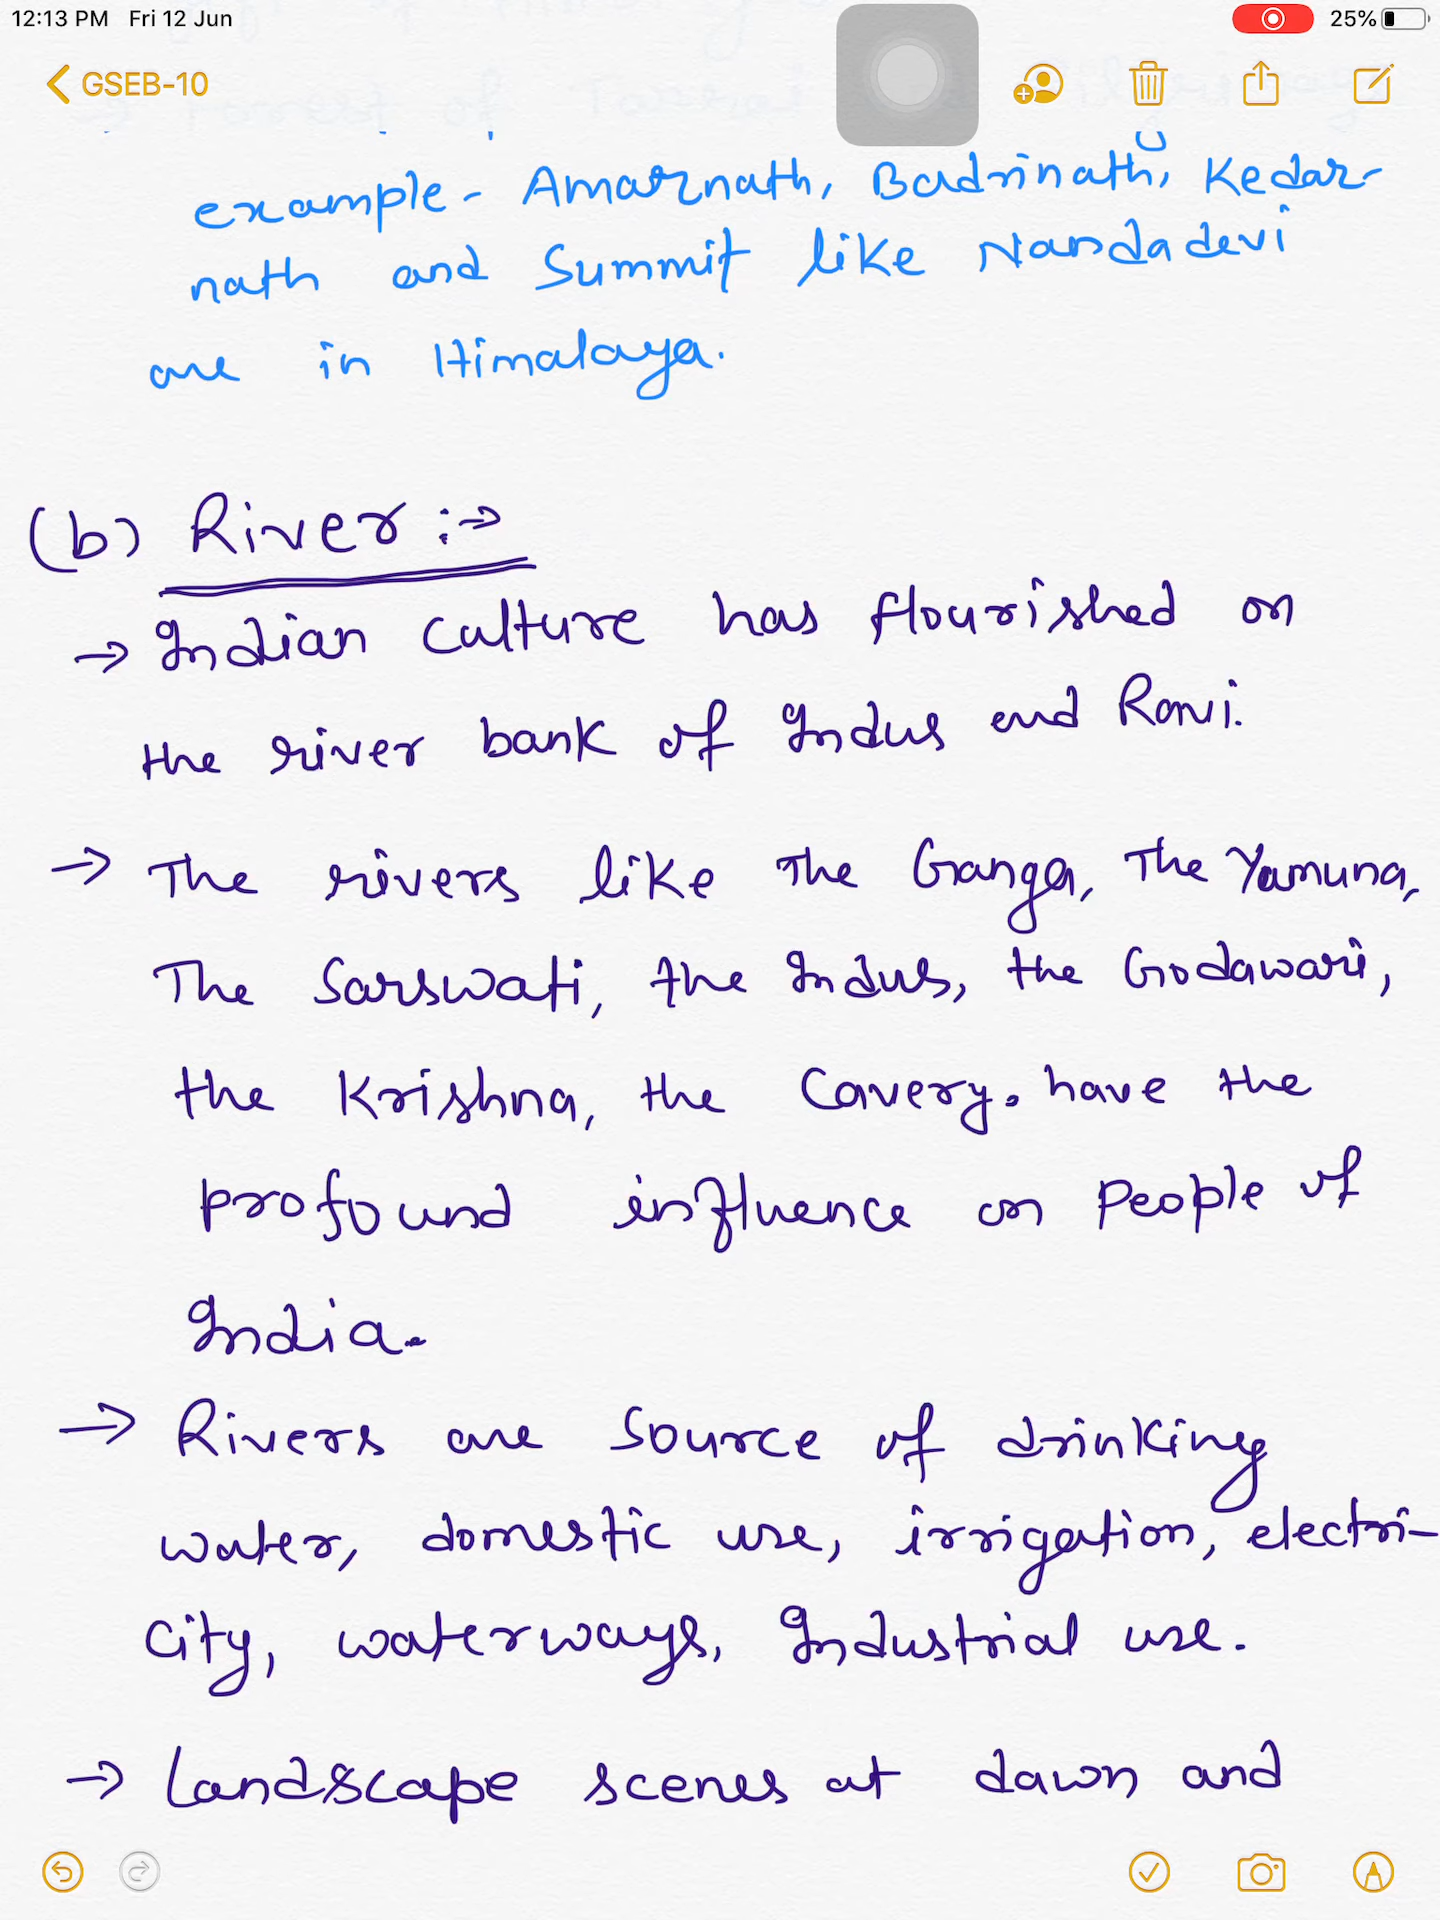 12:13 PM Fri 12 Jun
25%
GSEB-10
example - Amarnath, Badrinath, Kedar-
nath and Summit like Nandadevi
are in Himalaya.
(b) River :→
→ Indian culture has flourished on
the river bank of Indus and Ravi.
→ The rivers like The Ganga, The Yamuna,
The Sarswati, the Indus, the Godawari,
the Krishna, the Cavery. have the
profound influence on People of
India.
→ Rivers are Source of drinking
water, domestic use, irrigation, electri-
city, waterways, Industrial use.
→ Landscape scenes at dawn and